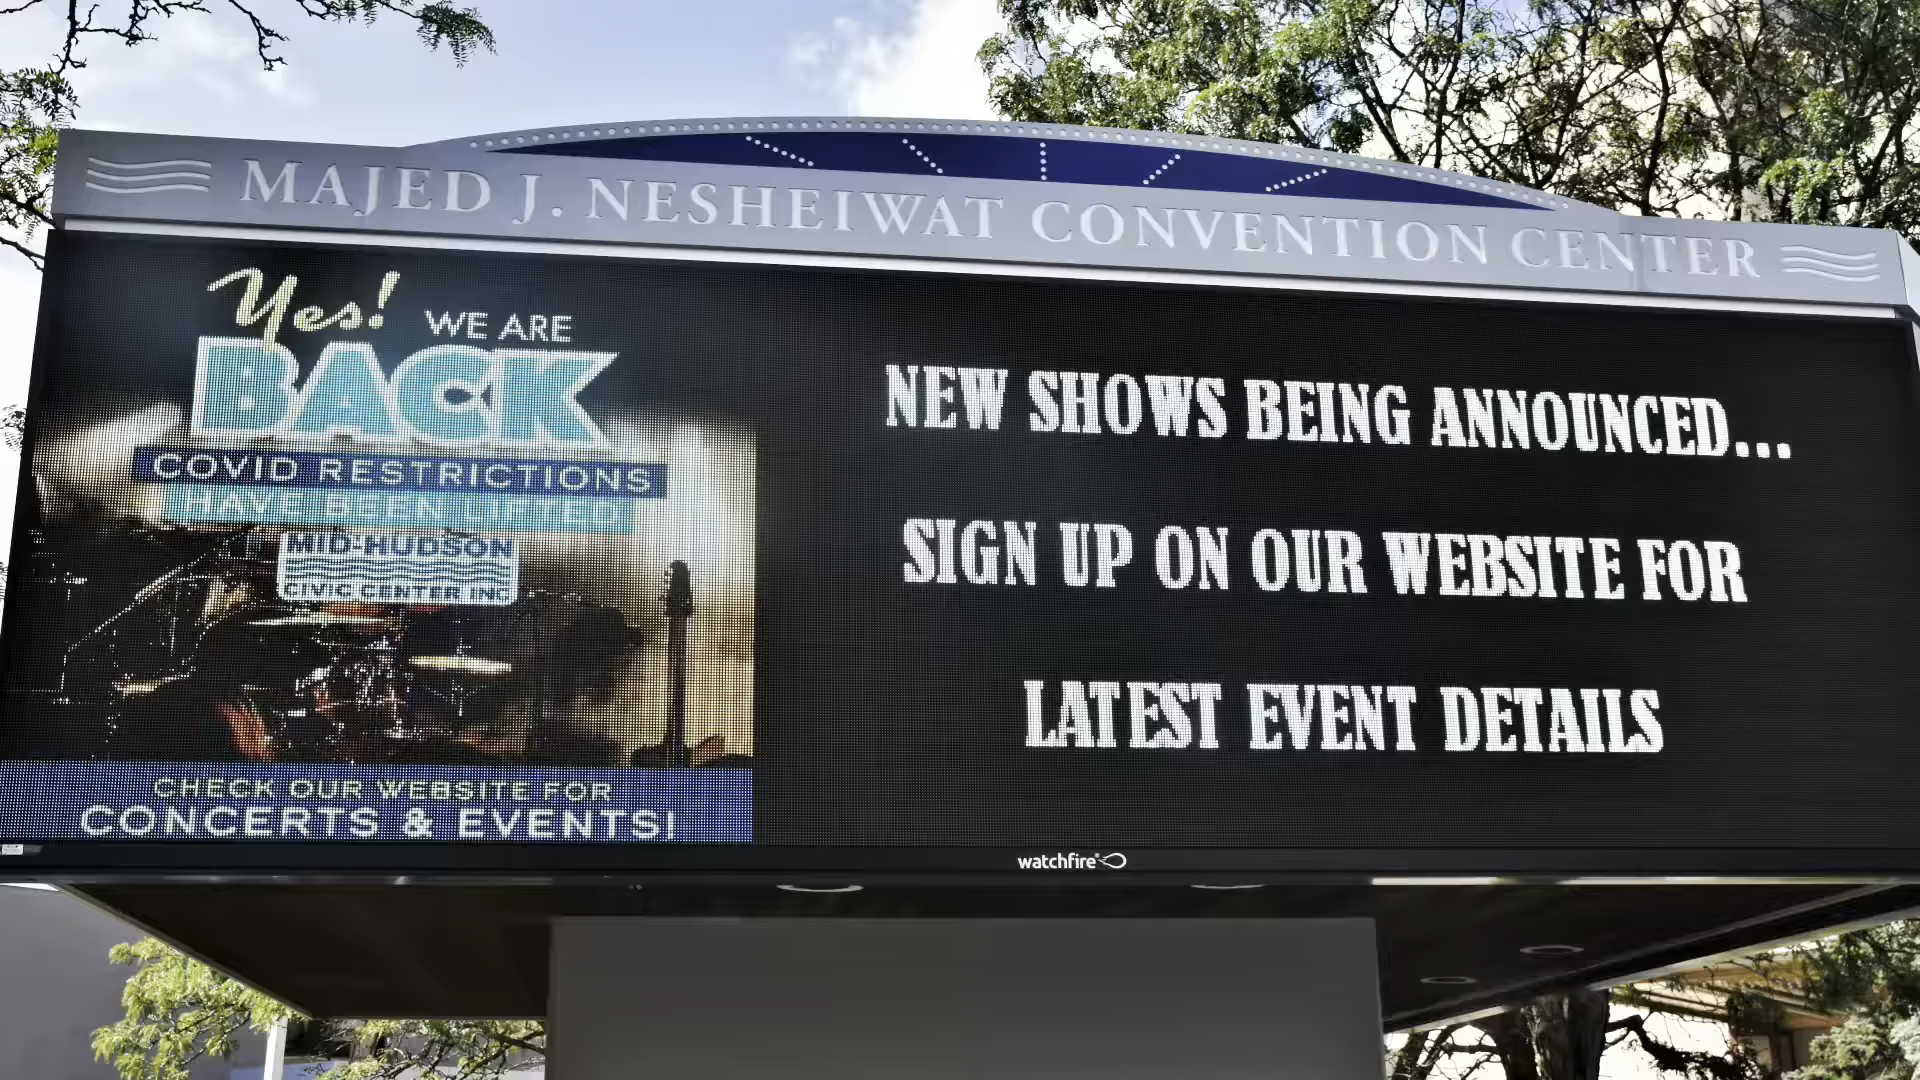 MAJED J. NESHEIWAT CONVENTION CENTER
Yes! WE ARE
BACK
COVID RESTRICTIONS
HAVE BEEN LIFTED
MID-HUDSON
CIVIC CENTER INC
CHECK OUR WEBSITE FOR
CONCERTS & EVENTS!
NEW SHOWS BEING ANNOUNCED...
SIGN UP ON OUR WEBSITE FOR
LATEST EVENT DETAILS
watchfire